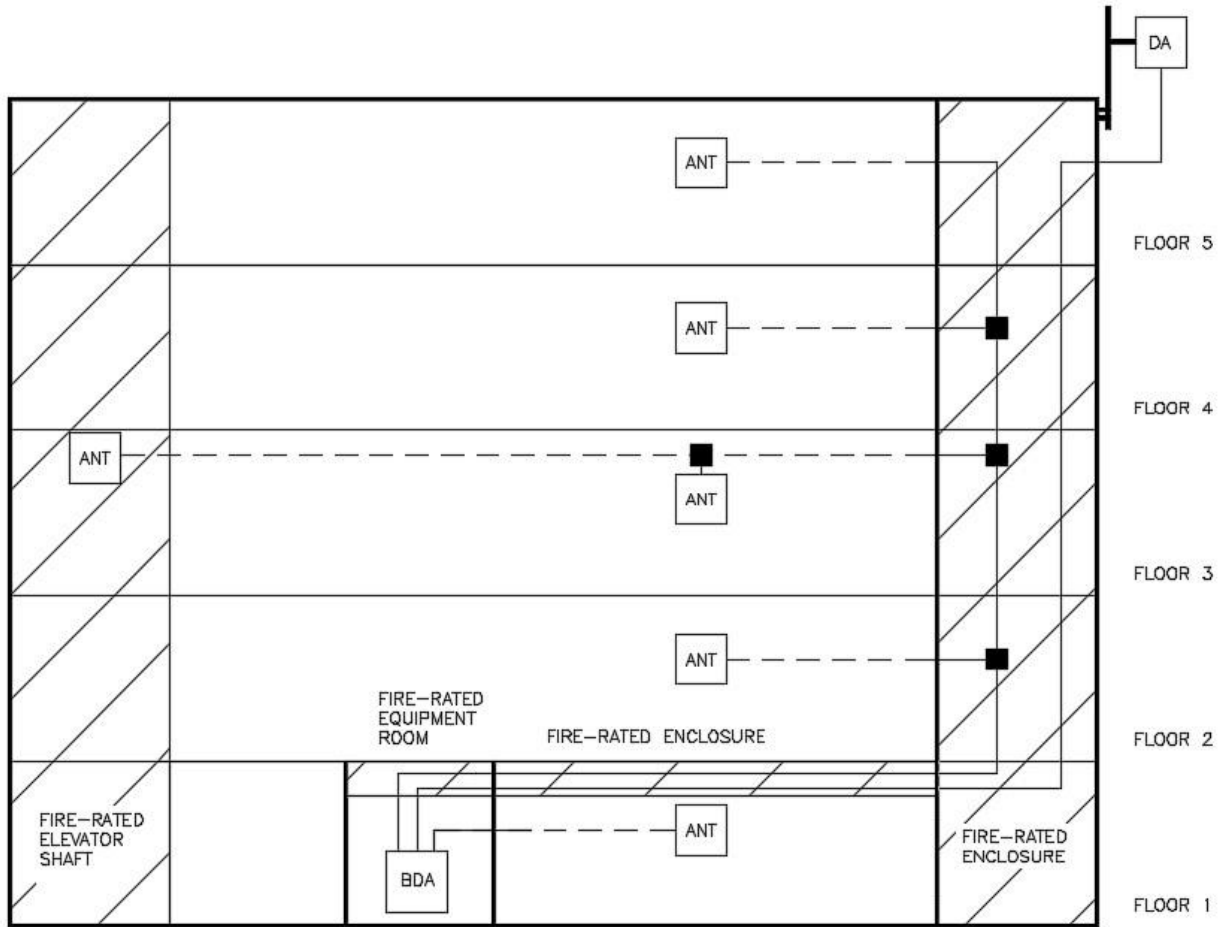 DA
ANT
FLOOR 5
ANT
FLOOR 4
ANT
ANT
FLOOR 3
ANT
FIRE-RATED
EQUIPMENT
ROOM
FIRE-RATED ENCLOSURE
FLOOR 2
FIRE-RATED
ELEVATOR
SHAFT
BDA
ANT
FIRE-RATED
ENCLOSURE
FLOOR 1